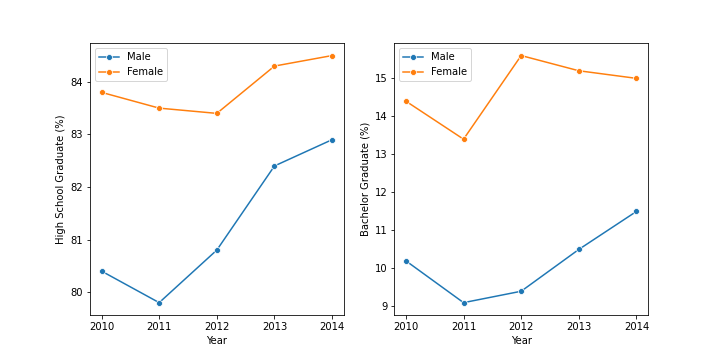 Male
Female
High School Graduate (%)
84
83
82
81
80
2010 2011 2012 2013 2014
Year
Male
Female
Bachelor Graduate (%)
15
14
13
12
11
10
9
2010 2011 2012 2013 2014
Year